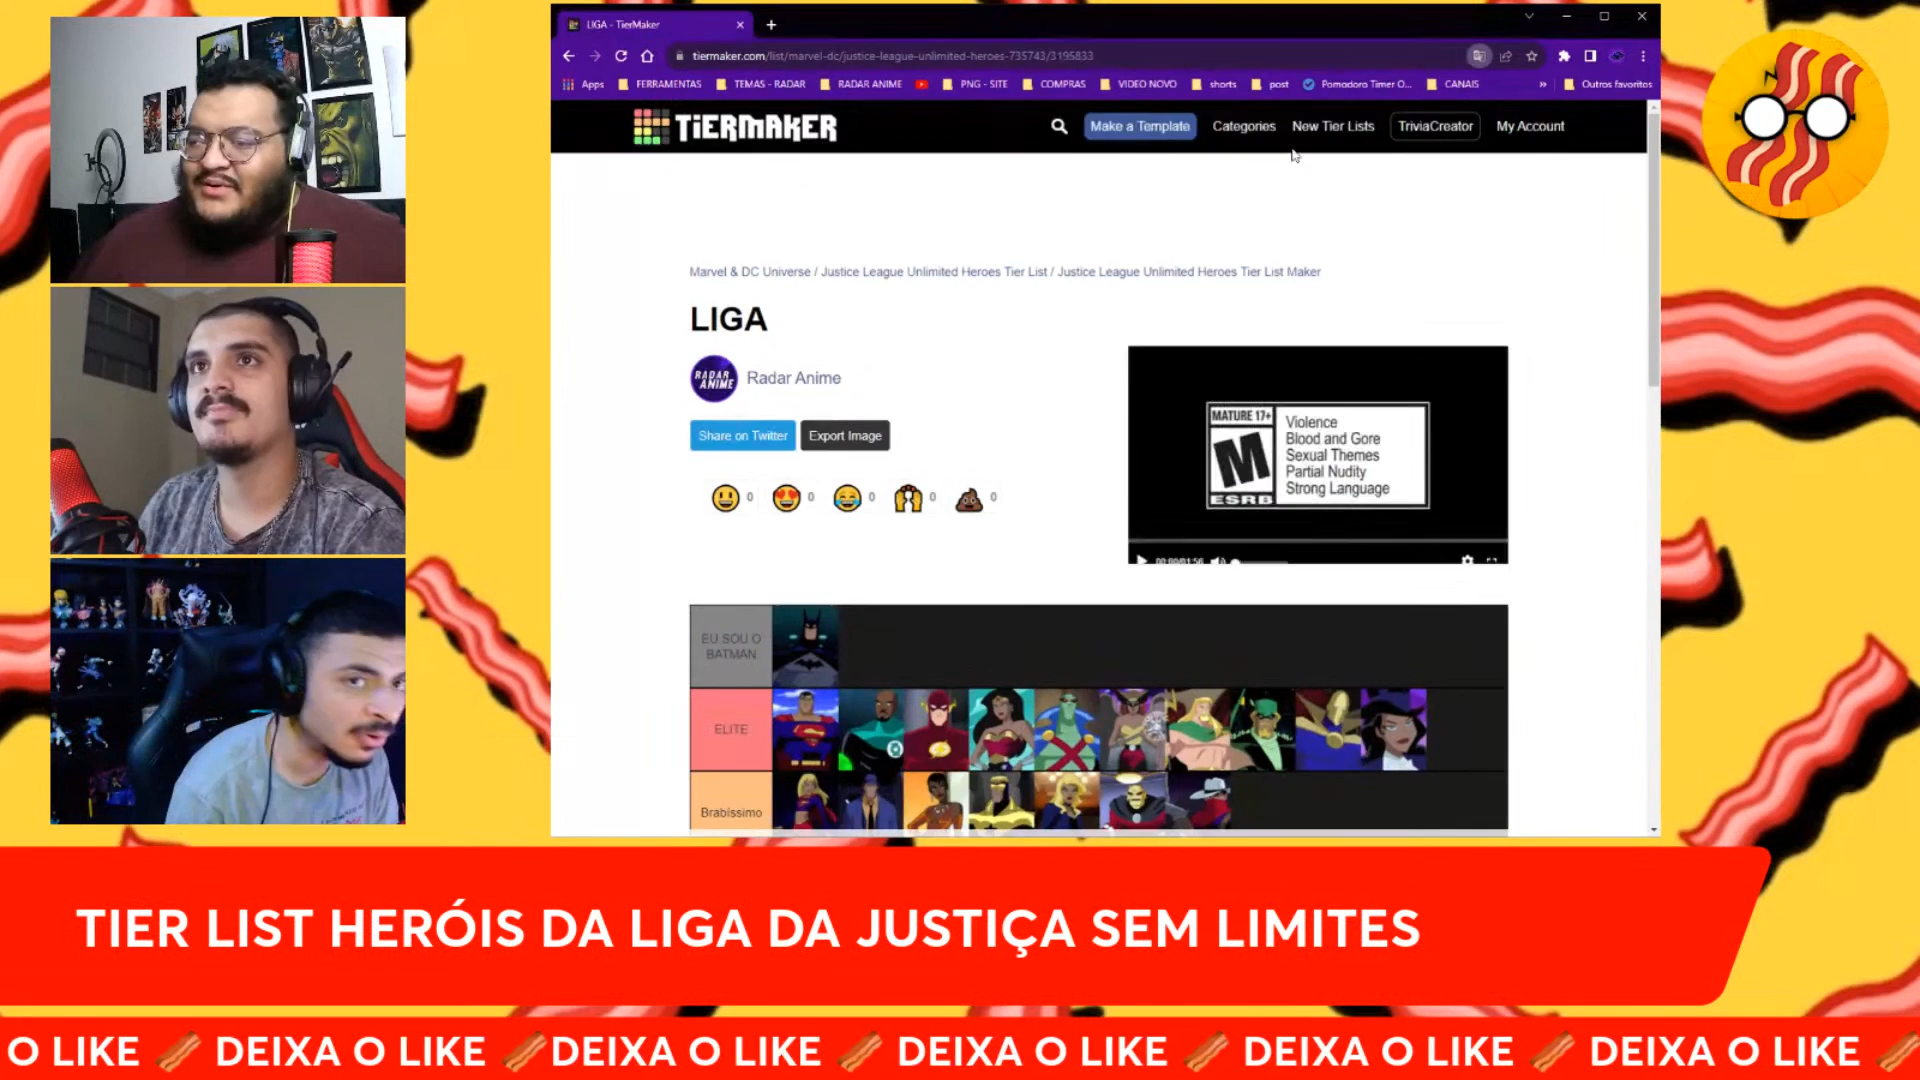 LIGA - TierMaker
tiermaker.com/list/marvel-dc/justice-league-unlimited-heroes-735743/3195833
Apps FERRAMENTAS TEMAS - RADAR RADAR ANIME PNG - SITE COMPRAS VIDEO NOVO shorts post Pomodoro Timer O... CANAIS » Outros favoritos
TiERMAKER Make a Template Categories New Tier Lists TriviaCreator My Account
Marvel & DC Universe / Justice League Unlimited Heroes Tier List / Justice League Unlimited Heroes Tier List Maker
LIGA
RADAR ANIME Radar Anime
Share on Twitter Export Image
0 0 0 0 0
MATURE 17+
M
ESRB
Violence
Blood and Gore
Sexual Themes
Partial Nudity
Strong Language
EU SOU O
BATMAN
ELITE
Brabíssimo
TIER LIST HERÓIS DA LIGA DA JUSTIÇA SEM LIMITES
O LIKE DEIXA O LIKE DEIXA O LIKE DEIXA O LIKE DEIXA O LIKE DEIXA O LIKE